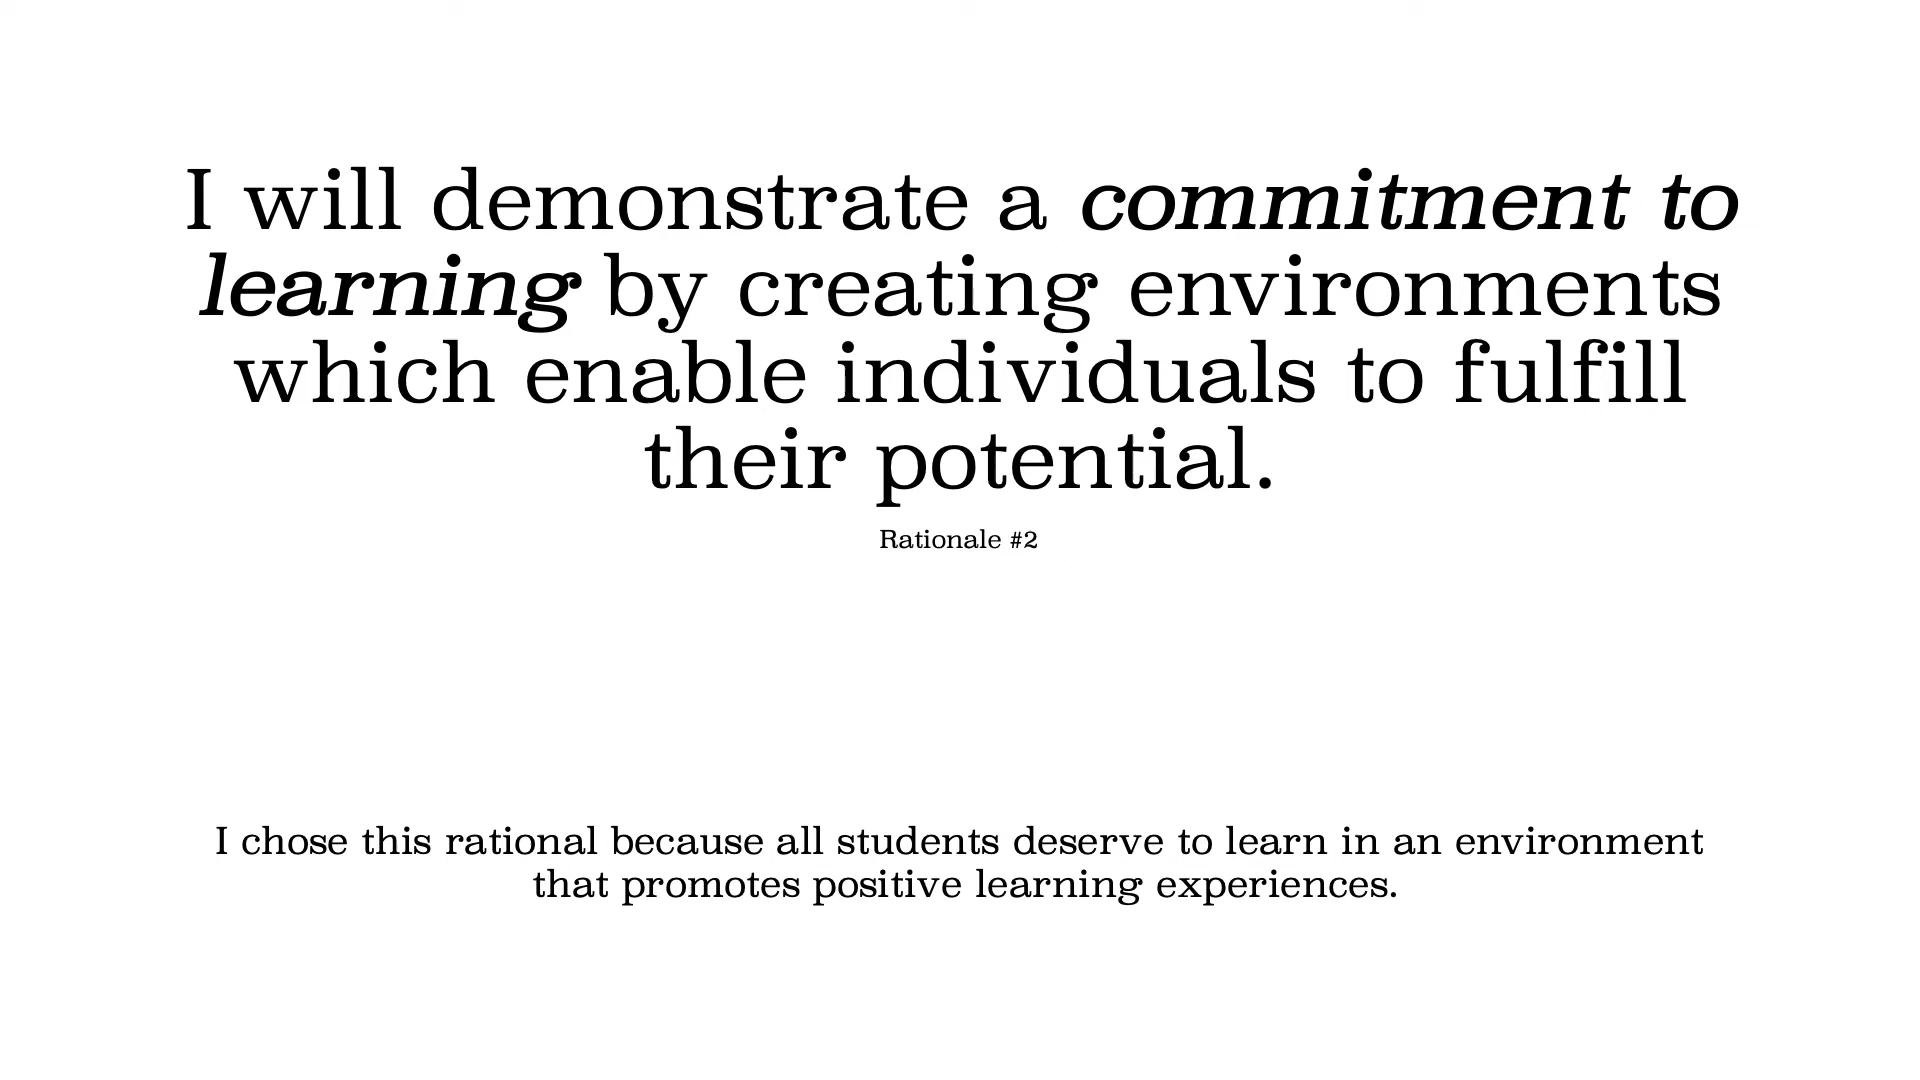 I will demonstrate a commitment to
learning by creating environments
which enable individuals to fulfill
their potential.
Rationale #2
I chose this rational because all students deserve to learn in an environment
that promotes positive learning experiences.